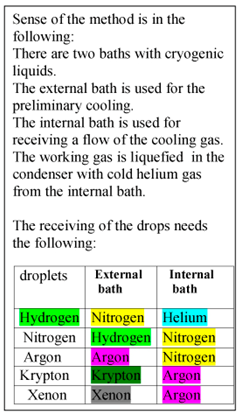 Sense of the method is in the
following:
There are two baths with cryogenic
liquids.
The external bath is used for the
preliminary cooling.
The internal bath is used for
receiving a flow of the cooling gas.
The working gas is liquefied in the
condenser with cold helium gas
from the internal bath.
The receiving of the drops needs
the following:
droplets External bath Internal bath
Hydrogen Nitrogen Helium
Nitrogen Hydrogen Nitrogen
Argon Argon Nitrogen
Krypton Krypton Argon
Xenon Xenon Argon